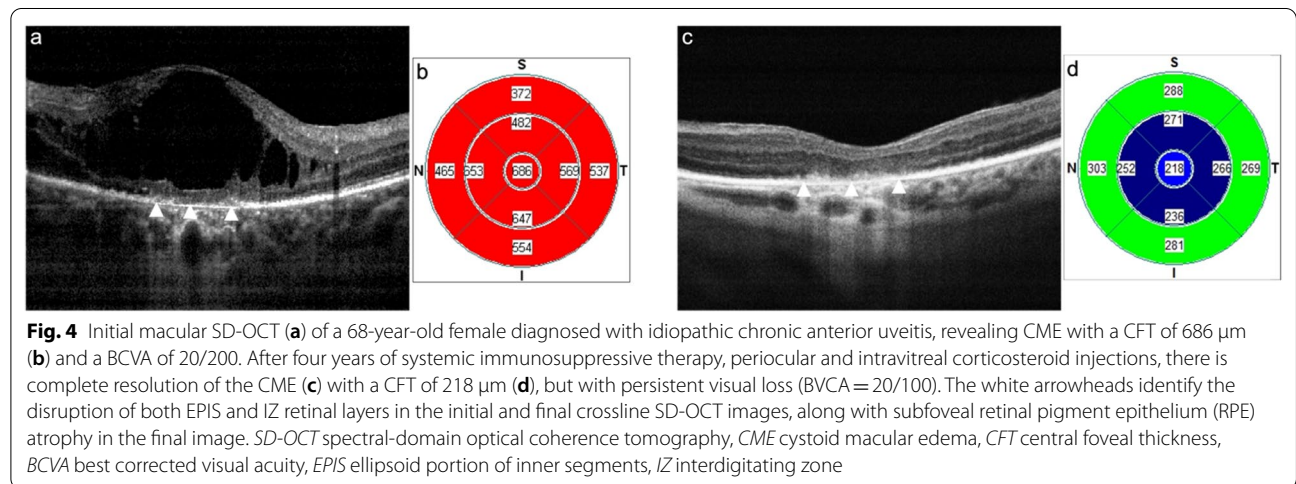 a
b
S
372
482
N 465 553 686 569 537 T
647
554
I
c
d
S
288
271
N 303 252 218 266 269 T
236
281
I
Fig. 4 Initial macular SD-OCT (a) of a 68-year-old female diagnosed with idiopathic chronic anterior uveitis, revealing CME with a CFT of 686 µm
(b) and a BCVA of 20/200. After four years of systemic immunosuppressive therapy, periocular and intravitreal corticosteroid injections, there is
complete resolution of the CME (c) with a CFT of 218 µm (d), but with persistent visual loss (BVCA = 20/100). The white arrowheads identify the
disruption of both EPIS and IZ retinal layers in the initial and final crossline SD-OCT images, along with subfoveal retinal pigment epithelium (RPE)
atrophy in the final image. SD-OCT spectral-domain optical coherence tomography, CME cystoid macular edema, CFT central foveal thickness,
BCVA best corrected visual acuity, EPIS ellipsoid portion of inner segments, IZ interdigitating zone